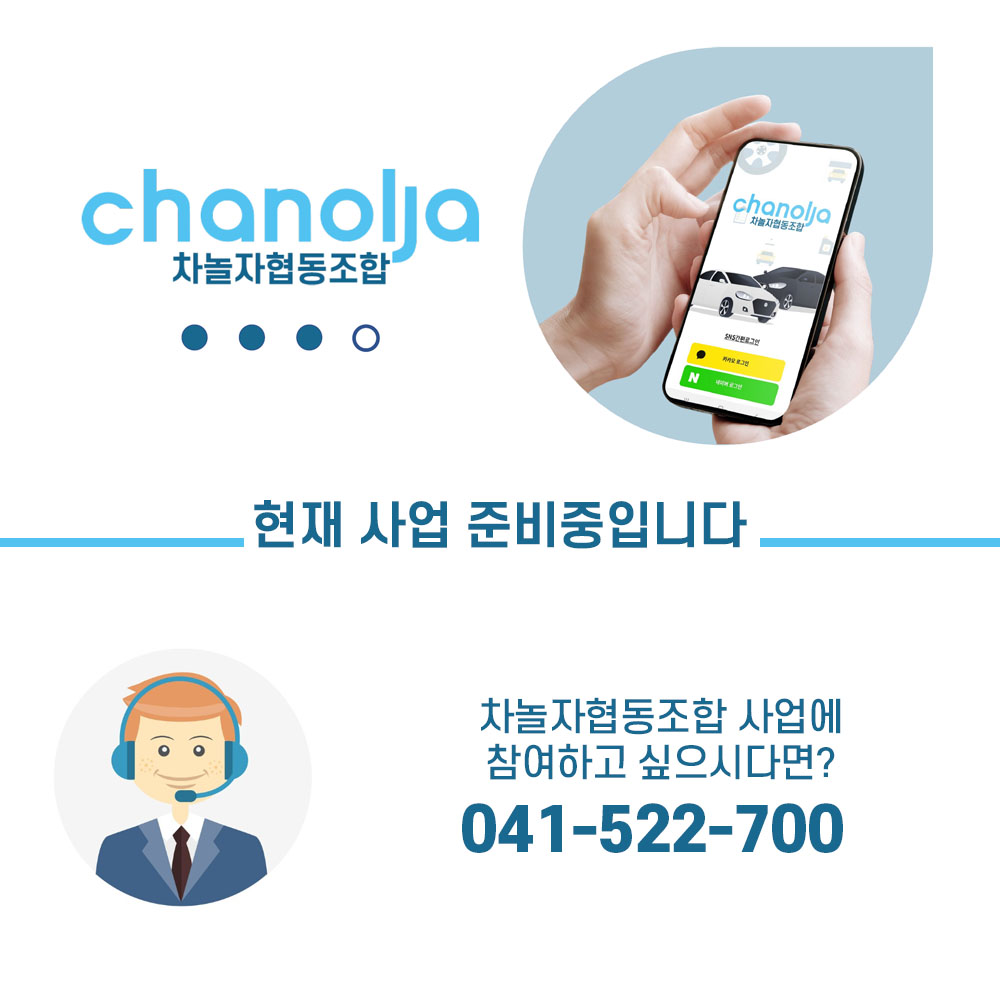 chanolja
차놀자협동조합
chanolja
차놀자협동조합
SNS간편로그인
카카오 로그인
N 네이버 로그인
현재 사업 준비중입니다
차놀자협동조합 사업에
참여하고 싶으시다면?
041-522-700